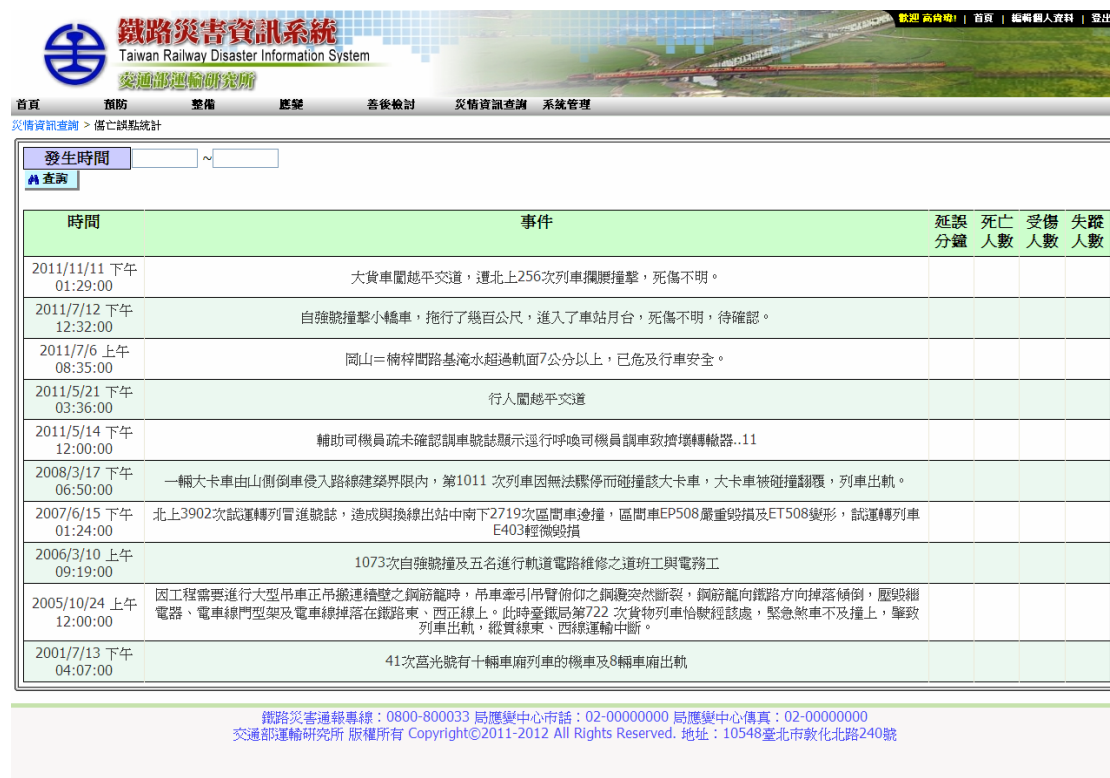 歡迎 高尙瑋! | 首頁 | 編輯個人資料 | 登出
鐵路災害資訊系統
Taiwan Railway Disaster Information System
交通部運輸研究所
首頁 預防 整備 應變 善後檢討 災情資訊查詢 系統管理
災情資訊查詢 > 傷亡誤點統計
發生時間 ~
查詢
時間 事件 延誤分鐘 死亡人數 受傷人數 失蹤人數
2011/11/11 下午
01:29:00
大貨車闖越平交道，遭北上256次列車攔腰撞擊，死傷不明。
2011/7/12 下午
12:32:00
自強號撞擊小轎車，拖行了幾百公尺，進入了車站月台，死傷不明，待確認。
2011/7/6 上午
08:35:00
岡山＝楠梓間路基淹水超過軌面7公分以上，已危及行車安全。
2011/5/21 下午
03:36:00
行人闖越平交道
2011/5/14 下午
12:00:00
輔助司機員疏未確認調車號誌顯示逕行呼喚司機員調車致擠壞轉轍器..11
2008/3/17 下午
06:50:00
一輛大卡車由山側倒車侵入路線建築界限內，第1011 次列車因無法驟停而碰撞該大卡車，大卡車被碰撞翻覆，列車出軌。
2007/6/15 下午
01:24:00
北上3902次試運轉列冒進號誌，造成與換線出站中南下2719次區間車邊撞，區間車EP508嚴重毀損及ET508變形，試運轉列車
E403輕微毀損
2006/3/10 上午
09:19:00
1073次自強號撞及五名進行軌道電路維修之道班工與電務工
2005/10/24 上午
12:00:00
因工程需要進行大型吊車正吊搬連續壁之鋼筋籠時，吊車牽引吊臂俯仰之鋼纜突然斷裂，鋼筋籠向鐵路方向掉落傾倒，壓毀繼
電器、電車線門型架及電車線掉落在鐵路東、西正線上。此時臺鐵局第722 次貨物列車恰駛經該處，緊急煞車不及撞上，肇致
列車出軌，縱貫線東、西線運輸中斷。
2001/7/13 下午
04:07:00
41次莒光號有十輛車廂列車的機車及8輛車廂出軌
鐵路災害通報專線：0800-800033 局應變中心市話：02-00000000 局應變中心傳真：02-00000000
交通部運輸研究所 版權所有 Copyright©2011-2012 All Rights Reserved. 地址：10548臺北市敦化北路240號